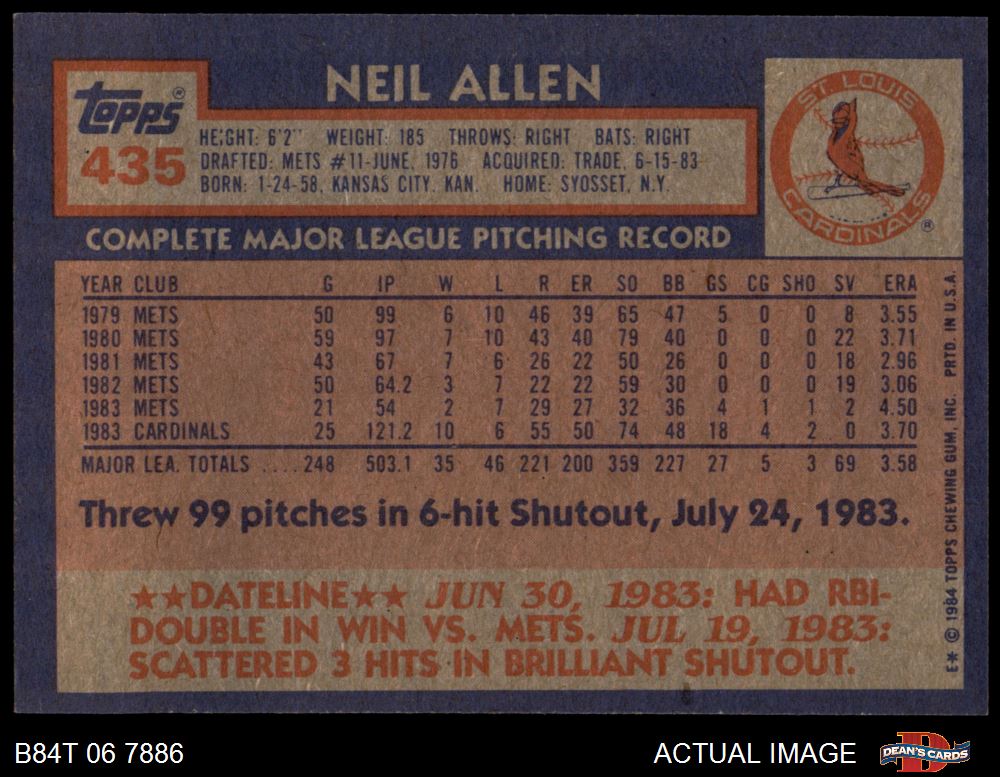 NEIL ALLEN
Topps®
435
HEIGHT: 6'2" WEIGHT: 185 THROWS: RIGHT BATS: RIGHT
DRAFTED: METS #11-JUNE, 1976 ACQUIRED: TRADE, 6-15-83
BORN: 1-24-58, KANSAS CITY, KAN. HOME: SYOSSET, N.Y.
ST. LOUIS
CARDINALS ®
COMPLETE MAJOR LEAGUE PITCHING RECORD
YEAR CLUB G IP W L R ER SO BB GS CG SHO SV ERA
1979 METS 50 99 6 10 46 39 65 47 5 0 0 8 3.55
1980 METS 59 97 7 10 43 40 79 40 0 0 0 22 3.71
1981 METS 43 67 7 6 26 22 50 26 0 0 0 18 2.96
1982 METS 50 64.2 3 7 22 22 59 30 0 0 0 19 3.06
1983 METS 21 54 2 7 29 27 32 36 4 1 1 2 4.50
1983 CARDINALS 25 121.2 10 6 55 50 74 48 18 4 2 0 3.70
MAJOR LEA. TOTALS .... 248 503.1 35 46 221 200 359 227 27 5 3 69 3.58
Threw 99 pitches in 6-hit Shutout, July 24, 1983.
★★DATELINE★★ JUN 30, 1983: HAD RBI-
DOUBLE IN WIN VS. METS. JUL 19, 1983:
SCATTERED 3 HITS IN BRILLIANT SHUTOUT.
E* © 1984 TOPPS CHEWING GUM, INC. PRTD. IN U.S.A.
B84T 06 7886
ACTUAL IMAGE
DEAN'S CARDS